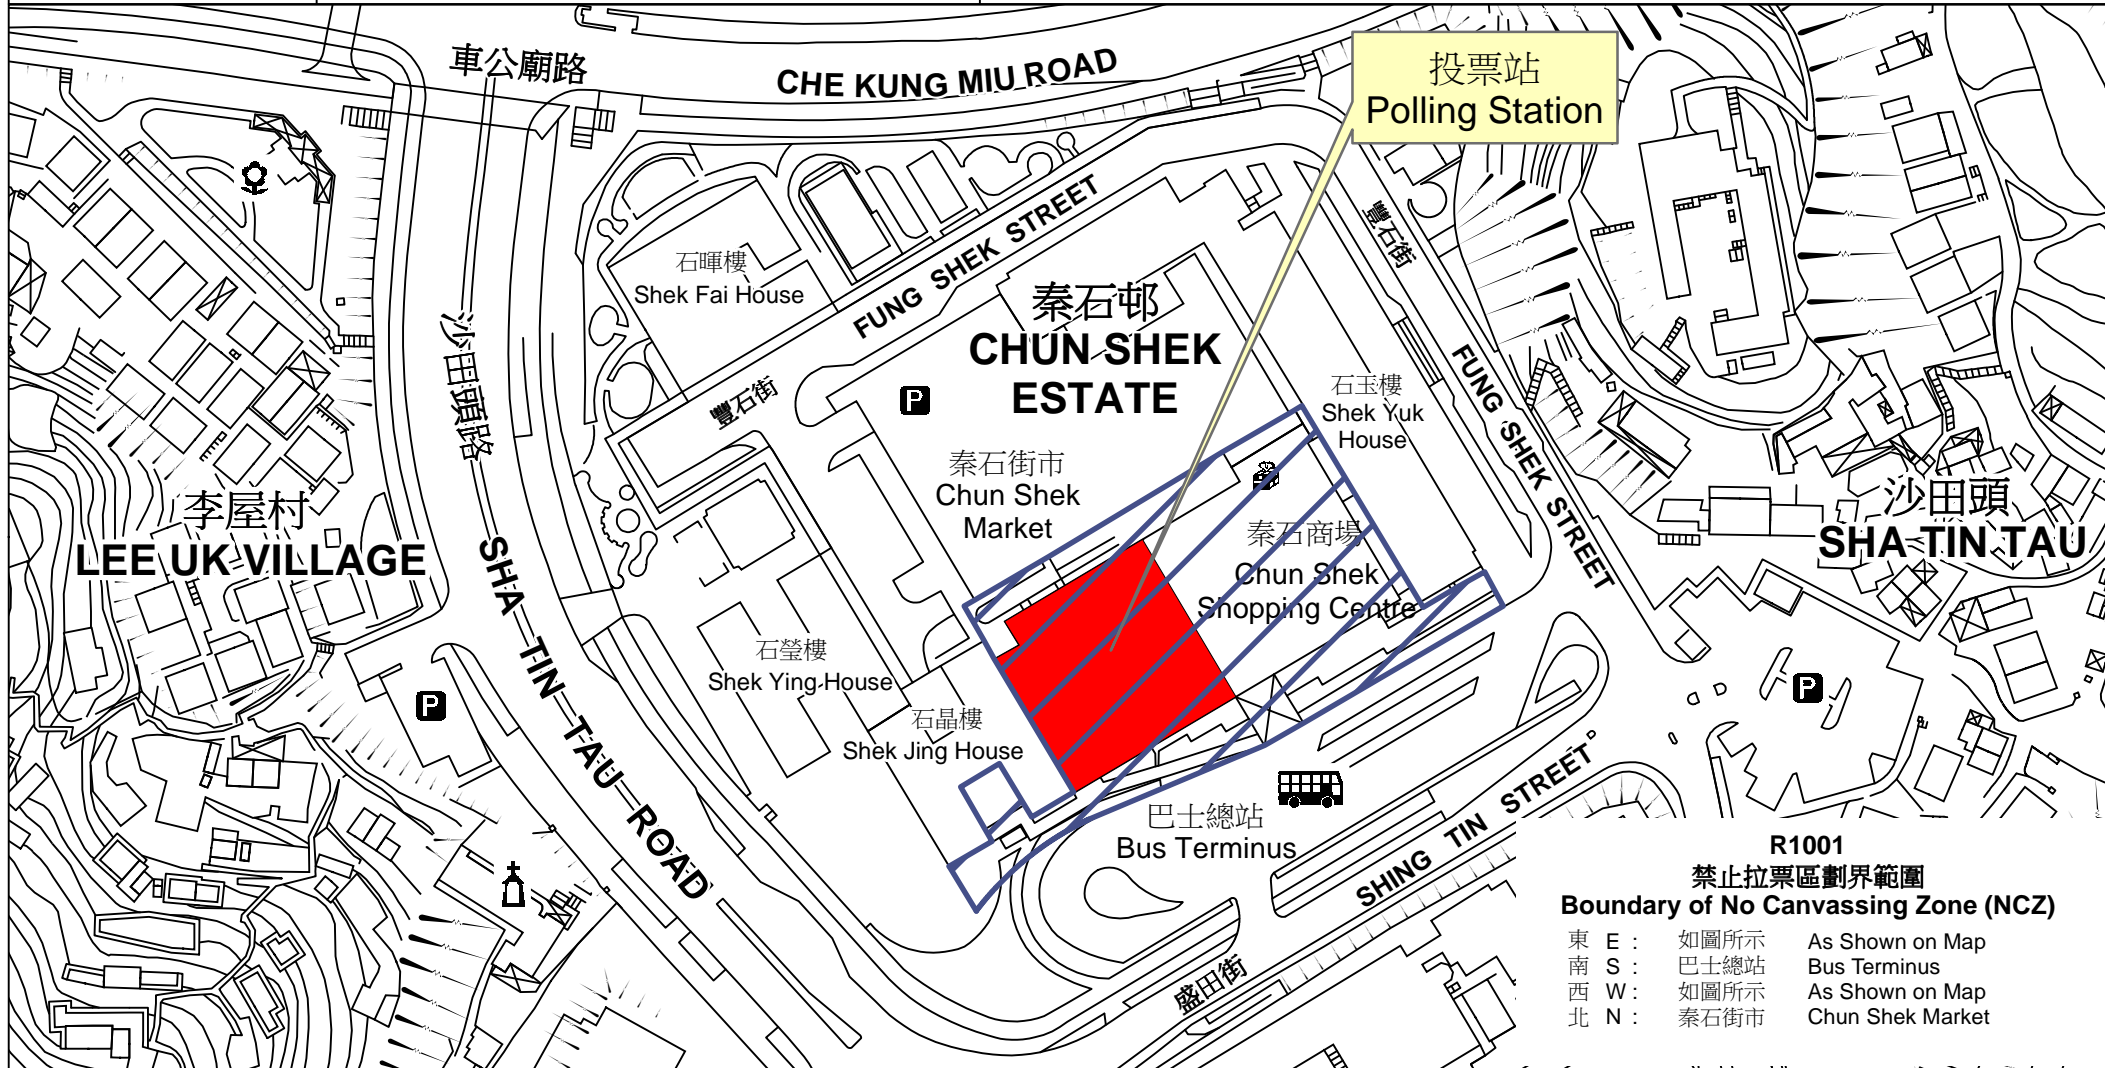 車公廟路
CHE KUNG MIU ROAD
投票站
Polling Station
石暉樓
Shek Fai House
FUNG SHEK STREET
豐石街
秦石邨
CHUN SHEK
ESTATE
豐石街
P
石玉樓
Shek Yuk
House
FUNG SHEK STREET
沙田頭路
秦石街市
Chun Shek
Market
李屋村
LEE UK VILLAGE
沙田頭
SHA TIN TAU
秦石商場
Chun Shek
Shopping Centre
SHA TIN TAU ROAD
石瑩樓
Shek Ying House
石晶樓
Shek Jing House
P
P
巴士總站
Bus Terminus
SHING TIN STREET
盛田街
R1001
禁止拉票區劃界範圍
Boundary of No Canvassing Zone (NCZ)
東 E : 如圖所示 As Shown on Map
南 S : 巴士總站 Bus Terminus
西 W : 如圖所示 As Shown on Map
北 N : 秦石街市 Chun Shek Market